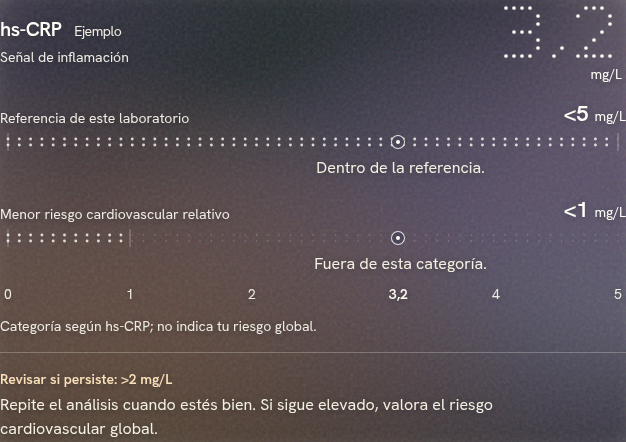 hs-CRP Ejemplo
3,2
Señal de inflamación
mg/L
Referencia de este laboratorio
<5 mg/L
Dentro de la referencia.
Menor riesgo cardiovascular relativo
<1 mg/L
Fuera de esta categoría.
0 1 2 3,2 4 5
Categoría según hs-CRP; no indica tu riesgo global.
Revisar si persiste: >2 mg/L
Repite el análisis cuando estés bien. Si sigue elevado, valora el riesgo
cardiovascular global.